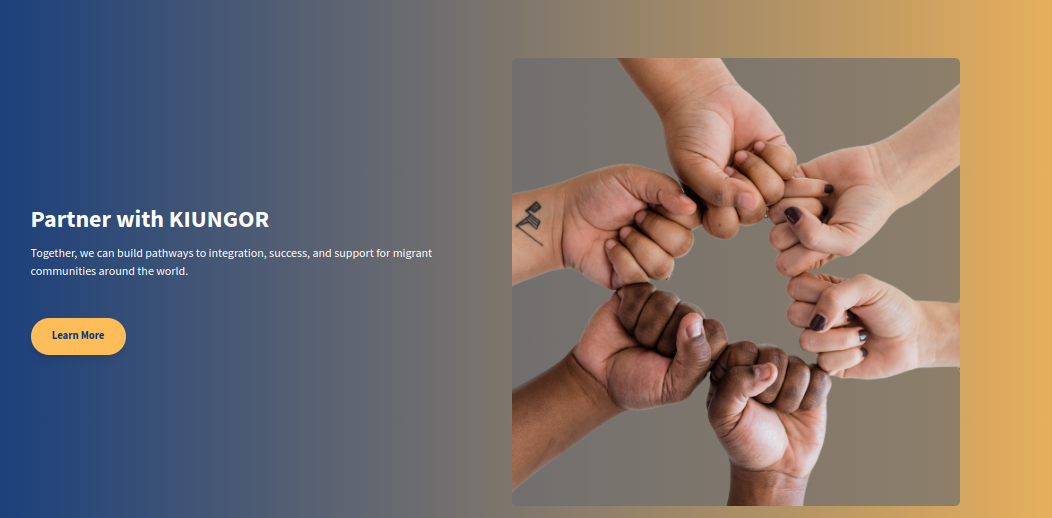 Partner with KIUNGOR
Together, we can build pathways to integration, success, and support for migrant
communities around the world.
Learn More